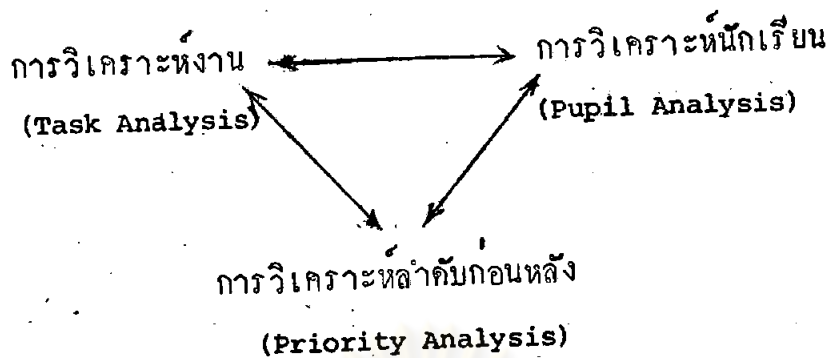 การวิเคราะห์งาน
(Task Analysis)
การวิเคราะห์นักเรียน
(Pupil Analysis)
การวิเคราะห์ลำดับก่อนหลัง
(Priority Analysis)